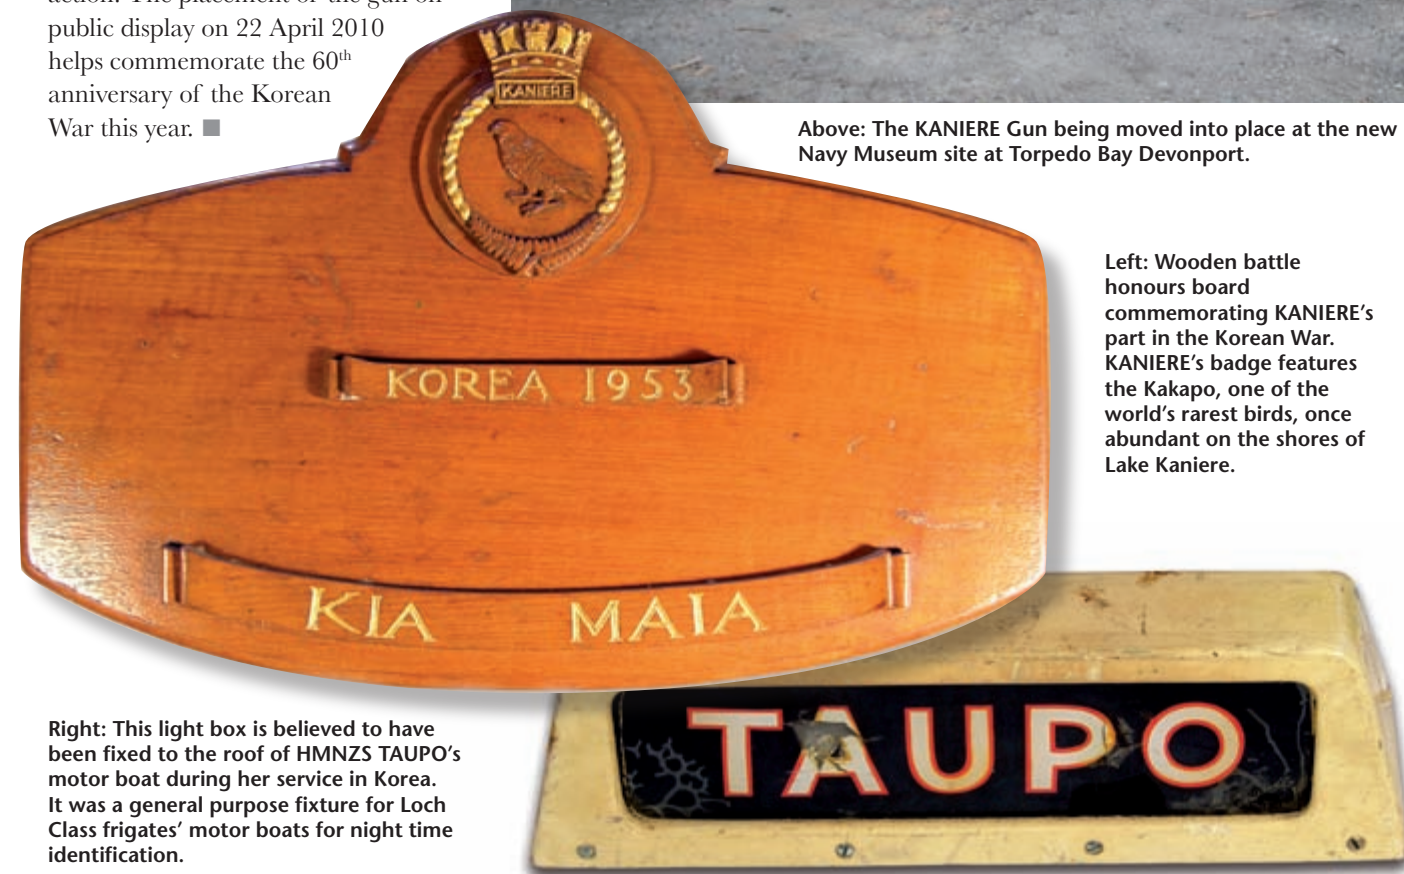 action. The placement of the gun on
public display on 22 April 2010
helps commemorate the 60th
anniversary of the Korean
War this year. ■
Above: The KANIERE Gun being moved into place at the new
Navy Museum site at Torpedo Bay Devonport.
KANIERE
KOREA 1953
KIA MAIA
Left: Wooden battle
honours board
commemorating KANIERE’s
part in the Korean War.
KANIERE’s badge features
the Kakapo, one of the
world’s rarest birds, once
abundant on the shores of
Lake Kaniere.
Right: This light box is believed to have
been fixed to the roof of HMNZS TAUPO’s
motor boat during her service in Korea.
It was a general purpose fixture for Loch
Class frigates’ motor boats for night time
identification.
TAUPO